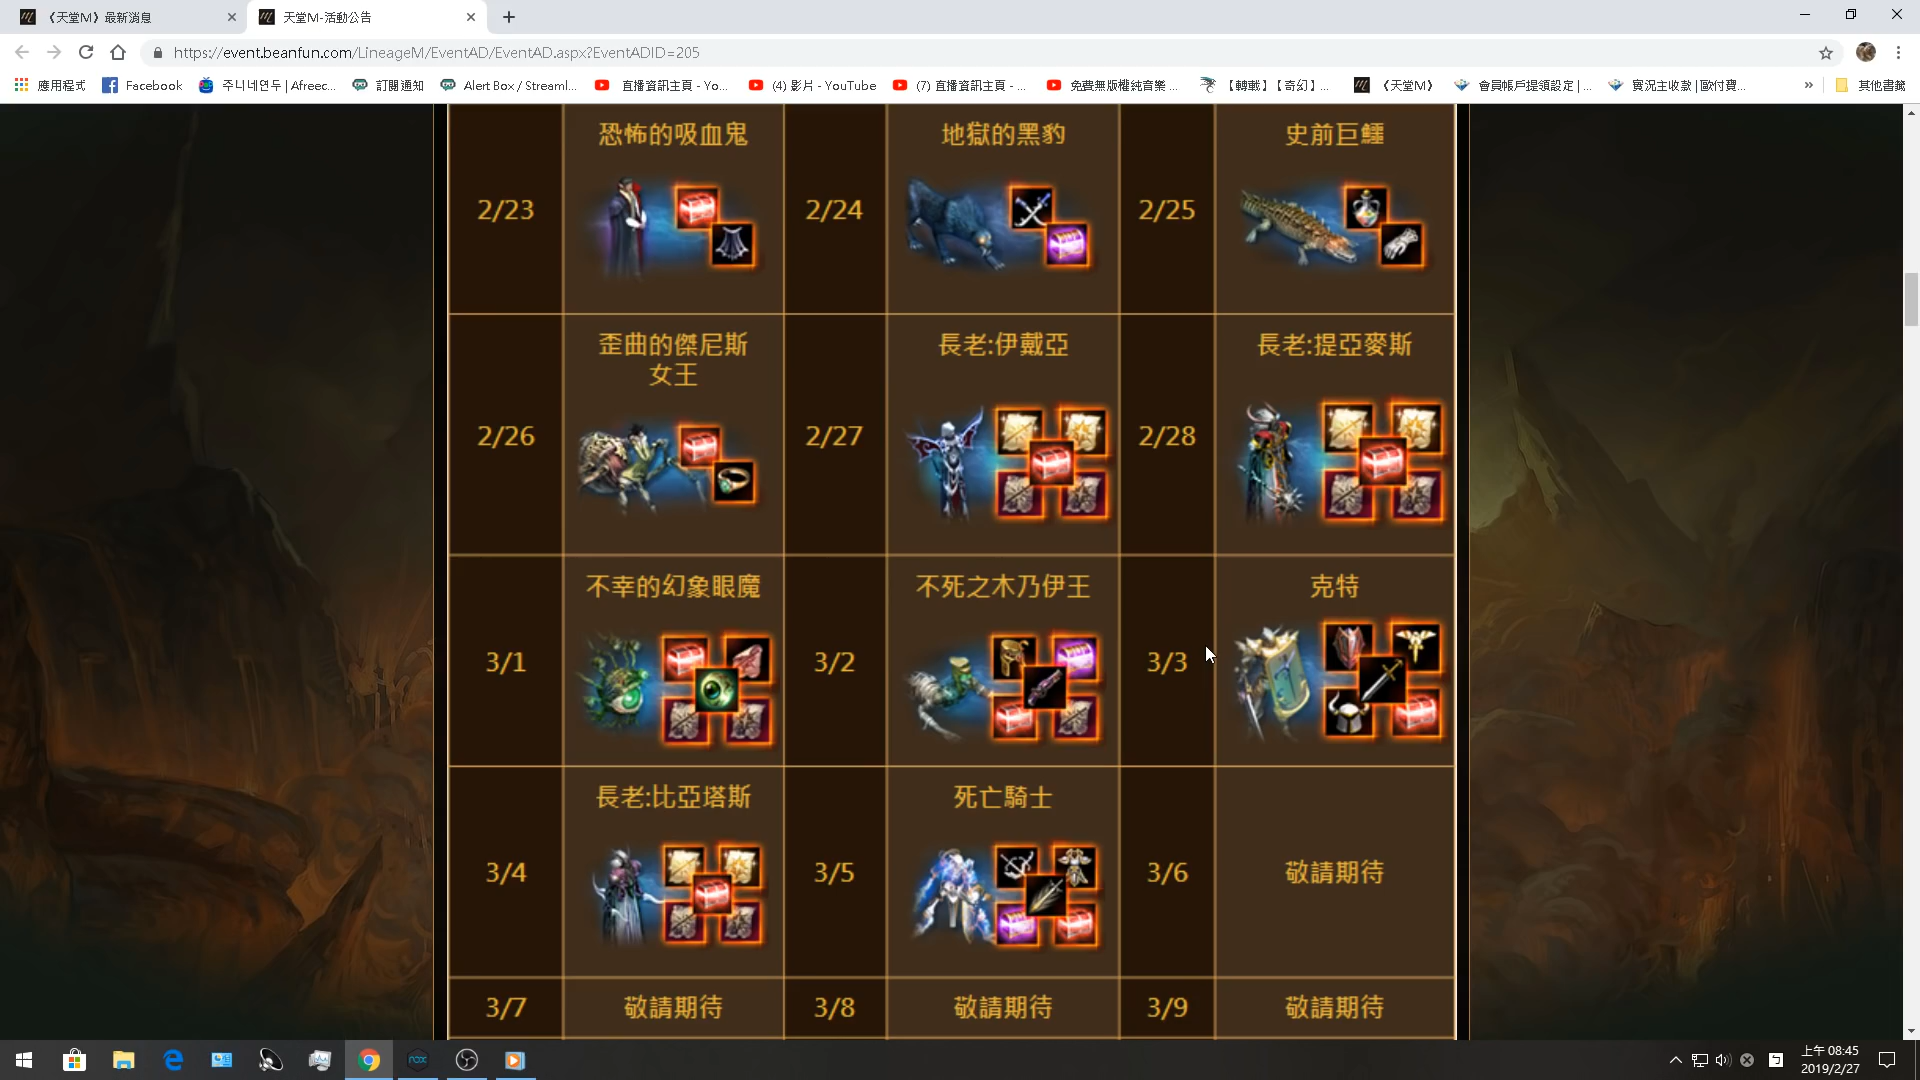 《天堂M》最新消息
天堂M-活動公告
https://event.beanfun.com/LineageM/EventAD/EventAD.aspx?EventADID=205
應用程式
Facebook
주니네연두 | Afreec...
訂閱通知
Alert Box / Streaml...
直播資訊主頁 - Yo...
(4) 影片 - YouTube
(7) 直播資訊主頁 - ...
免費無版權純音樂 ...
【轉載】【奇幻】...
《天堂M》
會員帳戶提領設定 | ...
實況主收款 | 歐付寶...
»
其他書籤
2/23 恐怖的吸血鬼 2/24 地獄的黑豹 2/25 史前巨鱷
2/26 歪曲的傑尼斯
女王 2/27 長老:伊戴亞 2/28 長老:提亞麥斯
3/1 不幸的幻象眼魔 3/2 不死之木乃伊王 3/3 克特
3/4 長老:比亞塔斯 3/5 死亡騎士 3/6 敬請期待
3/7 敬請期待 3/8 敬請期待 3/9 敬請期待
nox
上午 08:45
2019/2/27